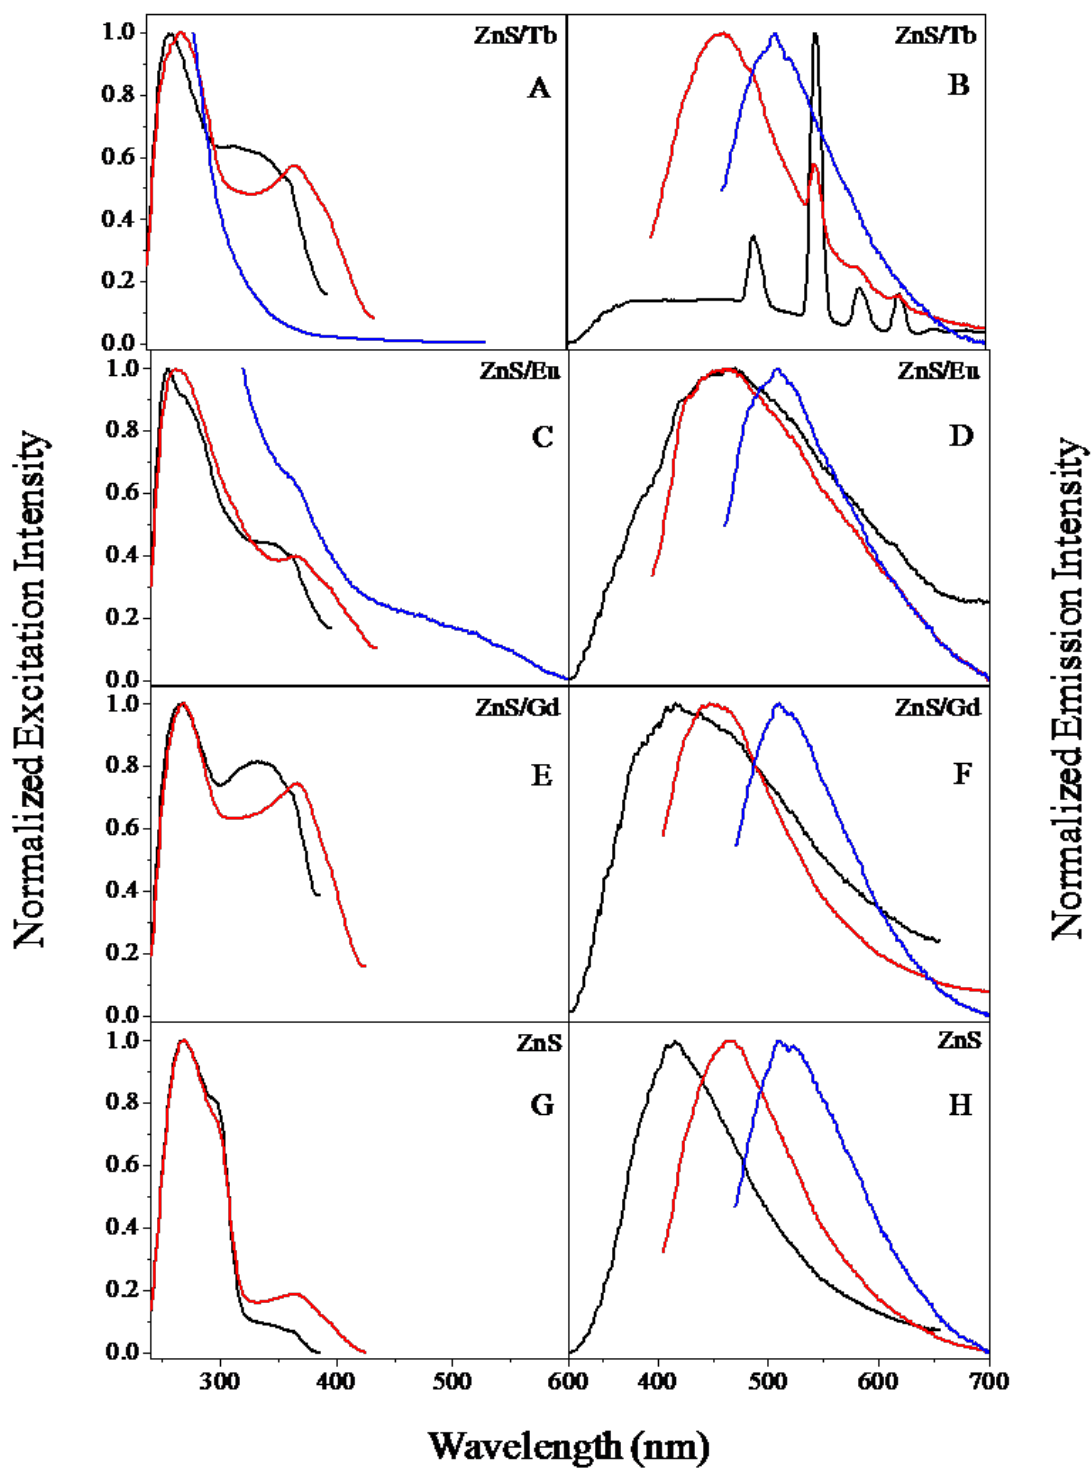 ZnS/Tb
ZnS/Tb
1.0
0.8
0.6
0.4
0.2
0.0
A
B
ZnS/Eu
ZnS/Eu
1.0
0.8
0.6
0.4
0.2
0.0
C
D
ZnS/Gd
ZnS/Gd
1.0
0.8
0.6
0.4
0.2
0.0
E
F
ZnS
ZnS
1.0
0.8
0.6
0.4
0.2
0.0
G
H
300 400 500 600 400 500 600 700
Wavelength (nm)
Normalized Excitation Intensity
Normalized Emission Intensity